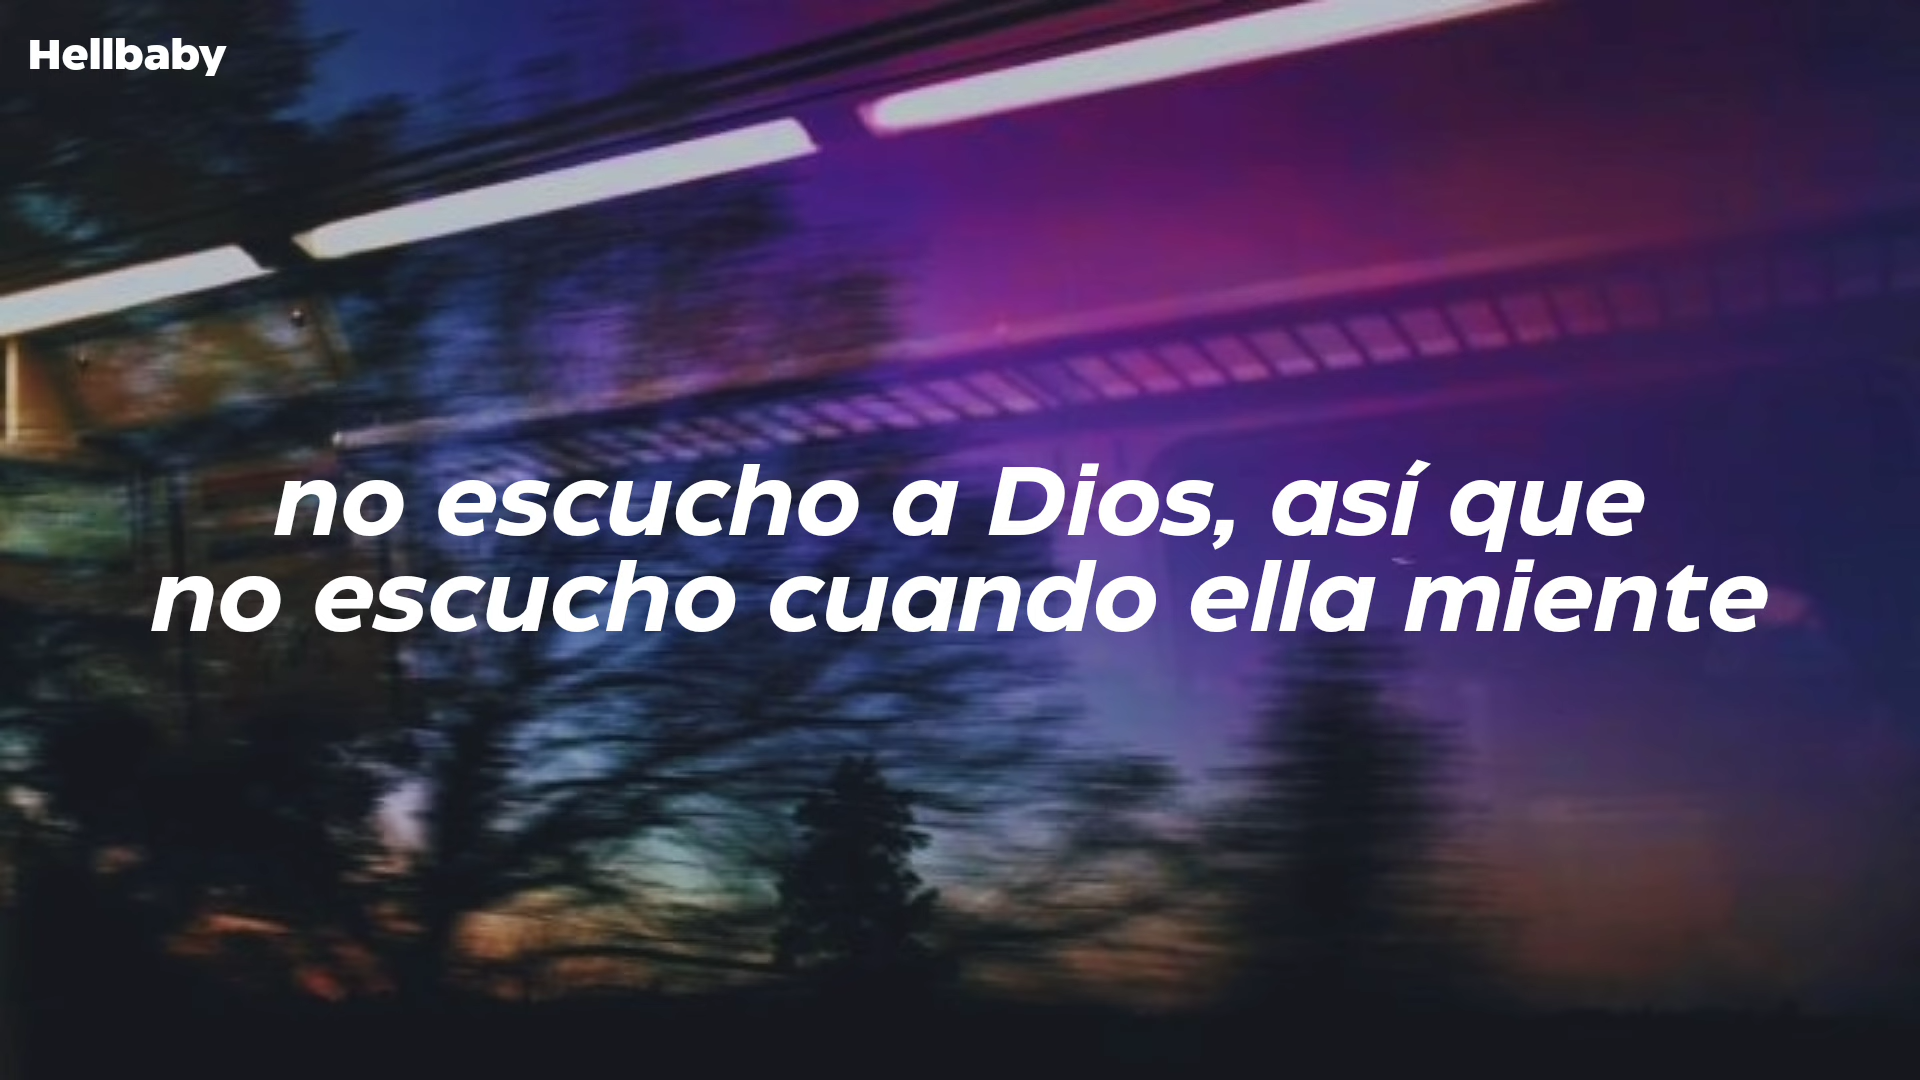 Hellbaby
no escucho a Dios, así que
no escucho cuando ella miente